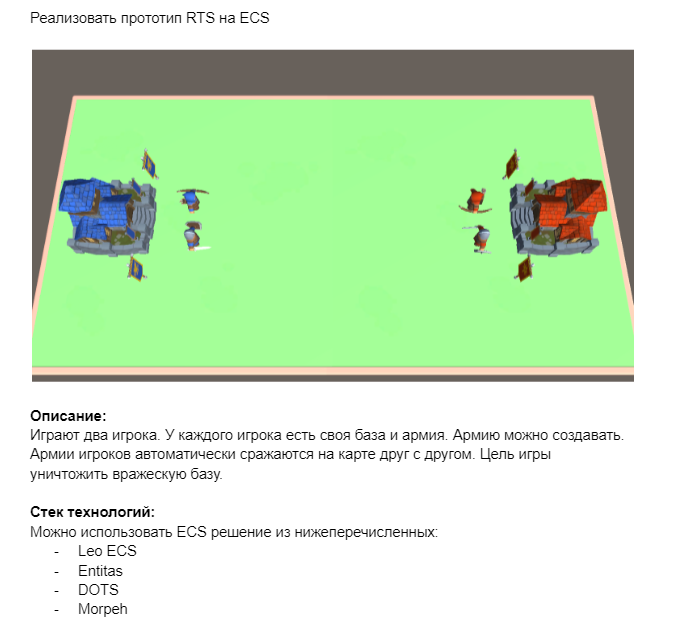 Реализовать прототип RTS на ECS
Описание:
Играют два игрока. У каждого игрока есть своя база и армия. Армию можно создавать.
Армии игроков автоматически сражаются на карте друг с другом. Цель игры
уничтожить вражескую базу.
Стек технологий:
Можно использовать ECS решение из нижеперечисленных:
- Leo ECS
- Entitas
- DOTS
- Morpeh